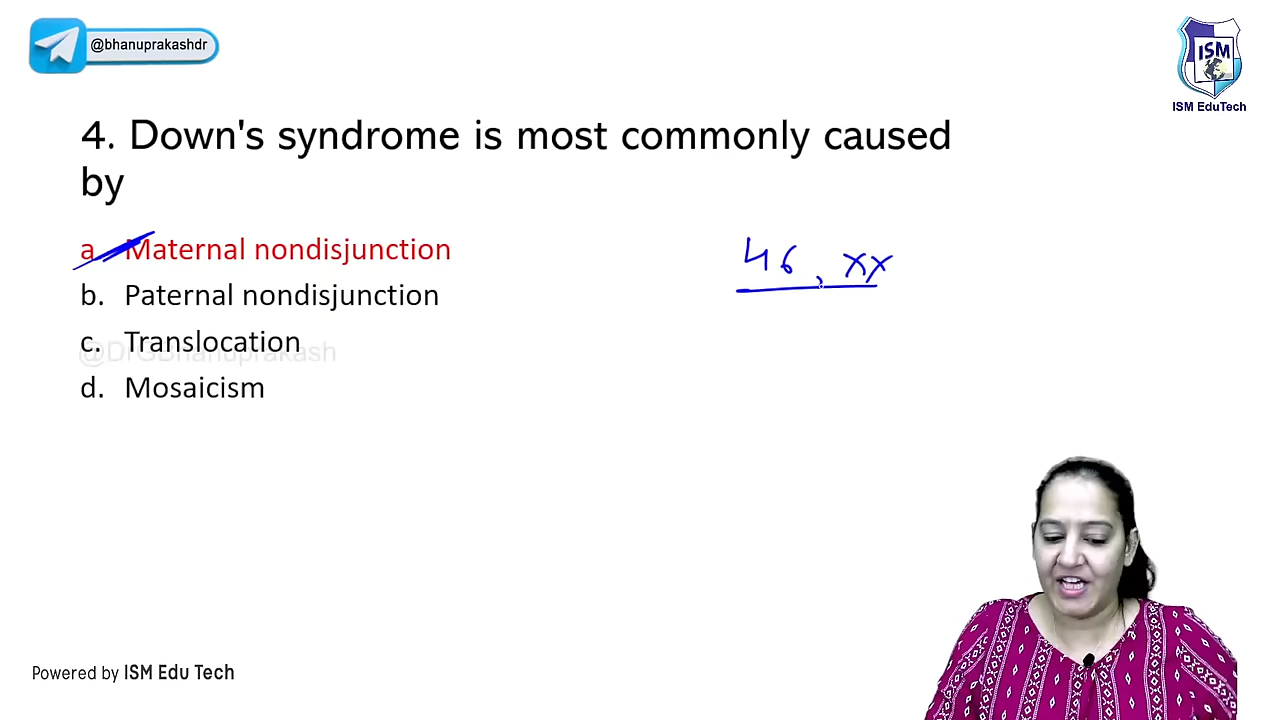 @bhanuprakashdr
ISM
ISM EduTech
4. Down's syndrome is most commonly caused
by
a. Maternal nondisjunction
46, XX
b. Paternal nondisjunction
c. Translocation
@DrGBhanuprakash
d. Mosaicism
Powered by ISM Edu Tech